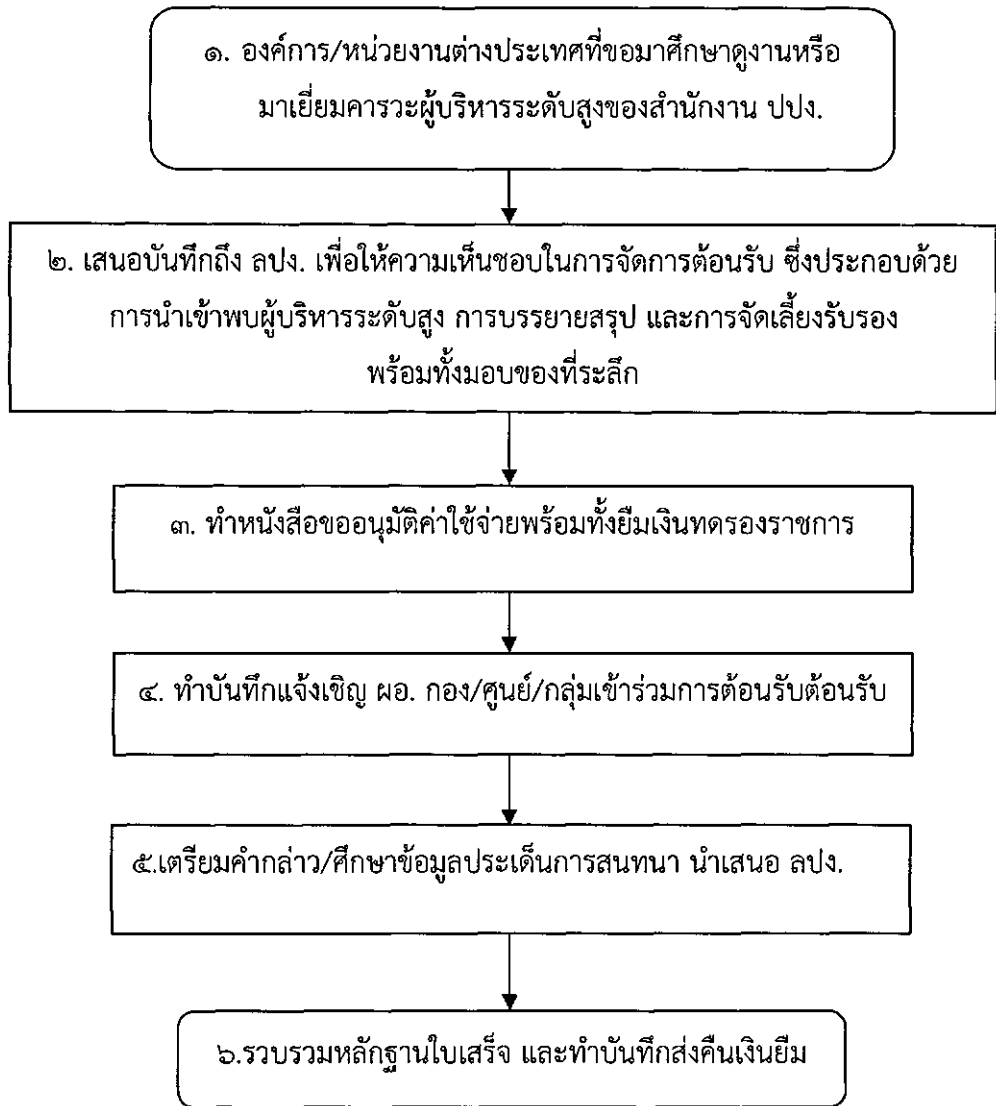 ๑. องค์การ/หน่วยงานต่างประเทศที่ขอมาศึกษาดูงานหรือ
มาเยี่ยมคารวะผู้บริหารระดับสูงของสำนักงาน ปปง.
๒. เสนอบันทึกถึง ลปง. เพื่อให้ความเห็นชอบในการจัดการต้อนรับ ซึ่งประกอบด้วย
การนำเข้าพบผู้บริหารระดับสูง การบรรยายสรุป และการจัดเลี้ยงรับรอง
พร้อมทั้งมอบของที่ระลึก
๓. ทำหนังสือขออนุมัติค่าใช้จ่ายพร้อมทั้งยืมเงินทดรองราชการ
๔. ทำบันทึกแจ้งเชิญ ผอ. กอง/ศูนย์/กลุ่มเข้าร่วมการต้อนรับต้อนรับ
๕.เตรียมคำกล่าว/ศึกษาข้อมูลประเด็นการสนทนา นำเสนอ ลปง.
๖.รวบรวมหลักฐานใบเสร็จ และทำบันทึกส่งคืนเงินยืม